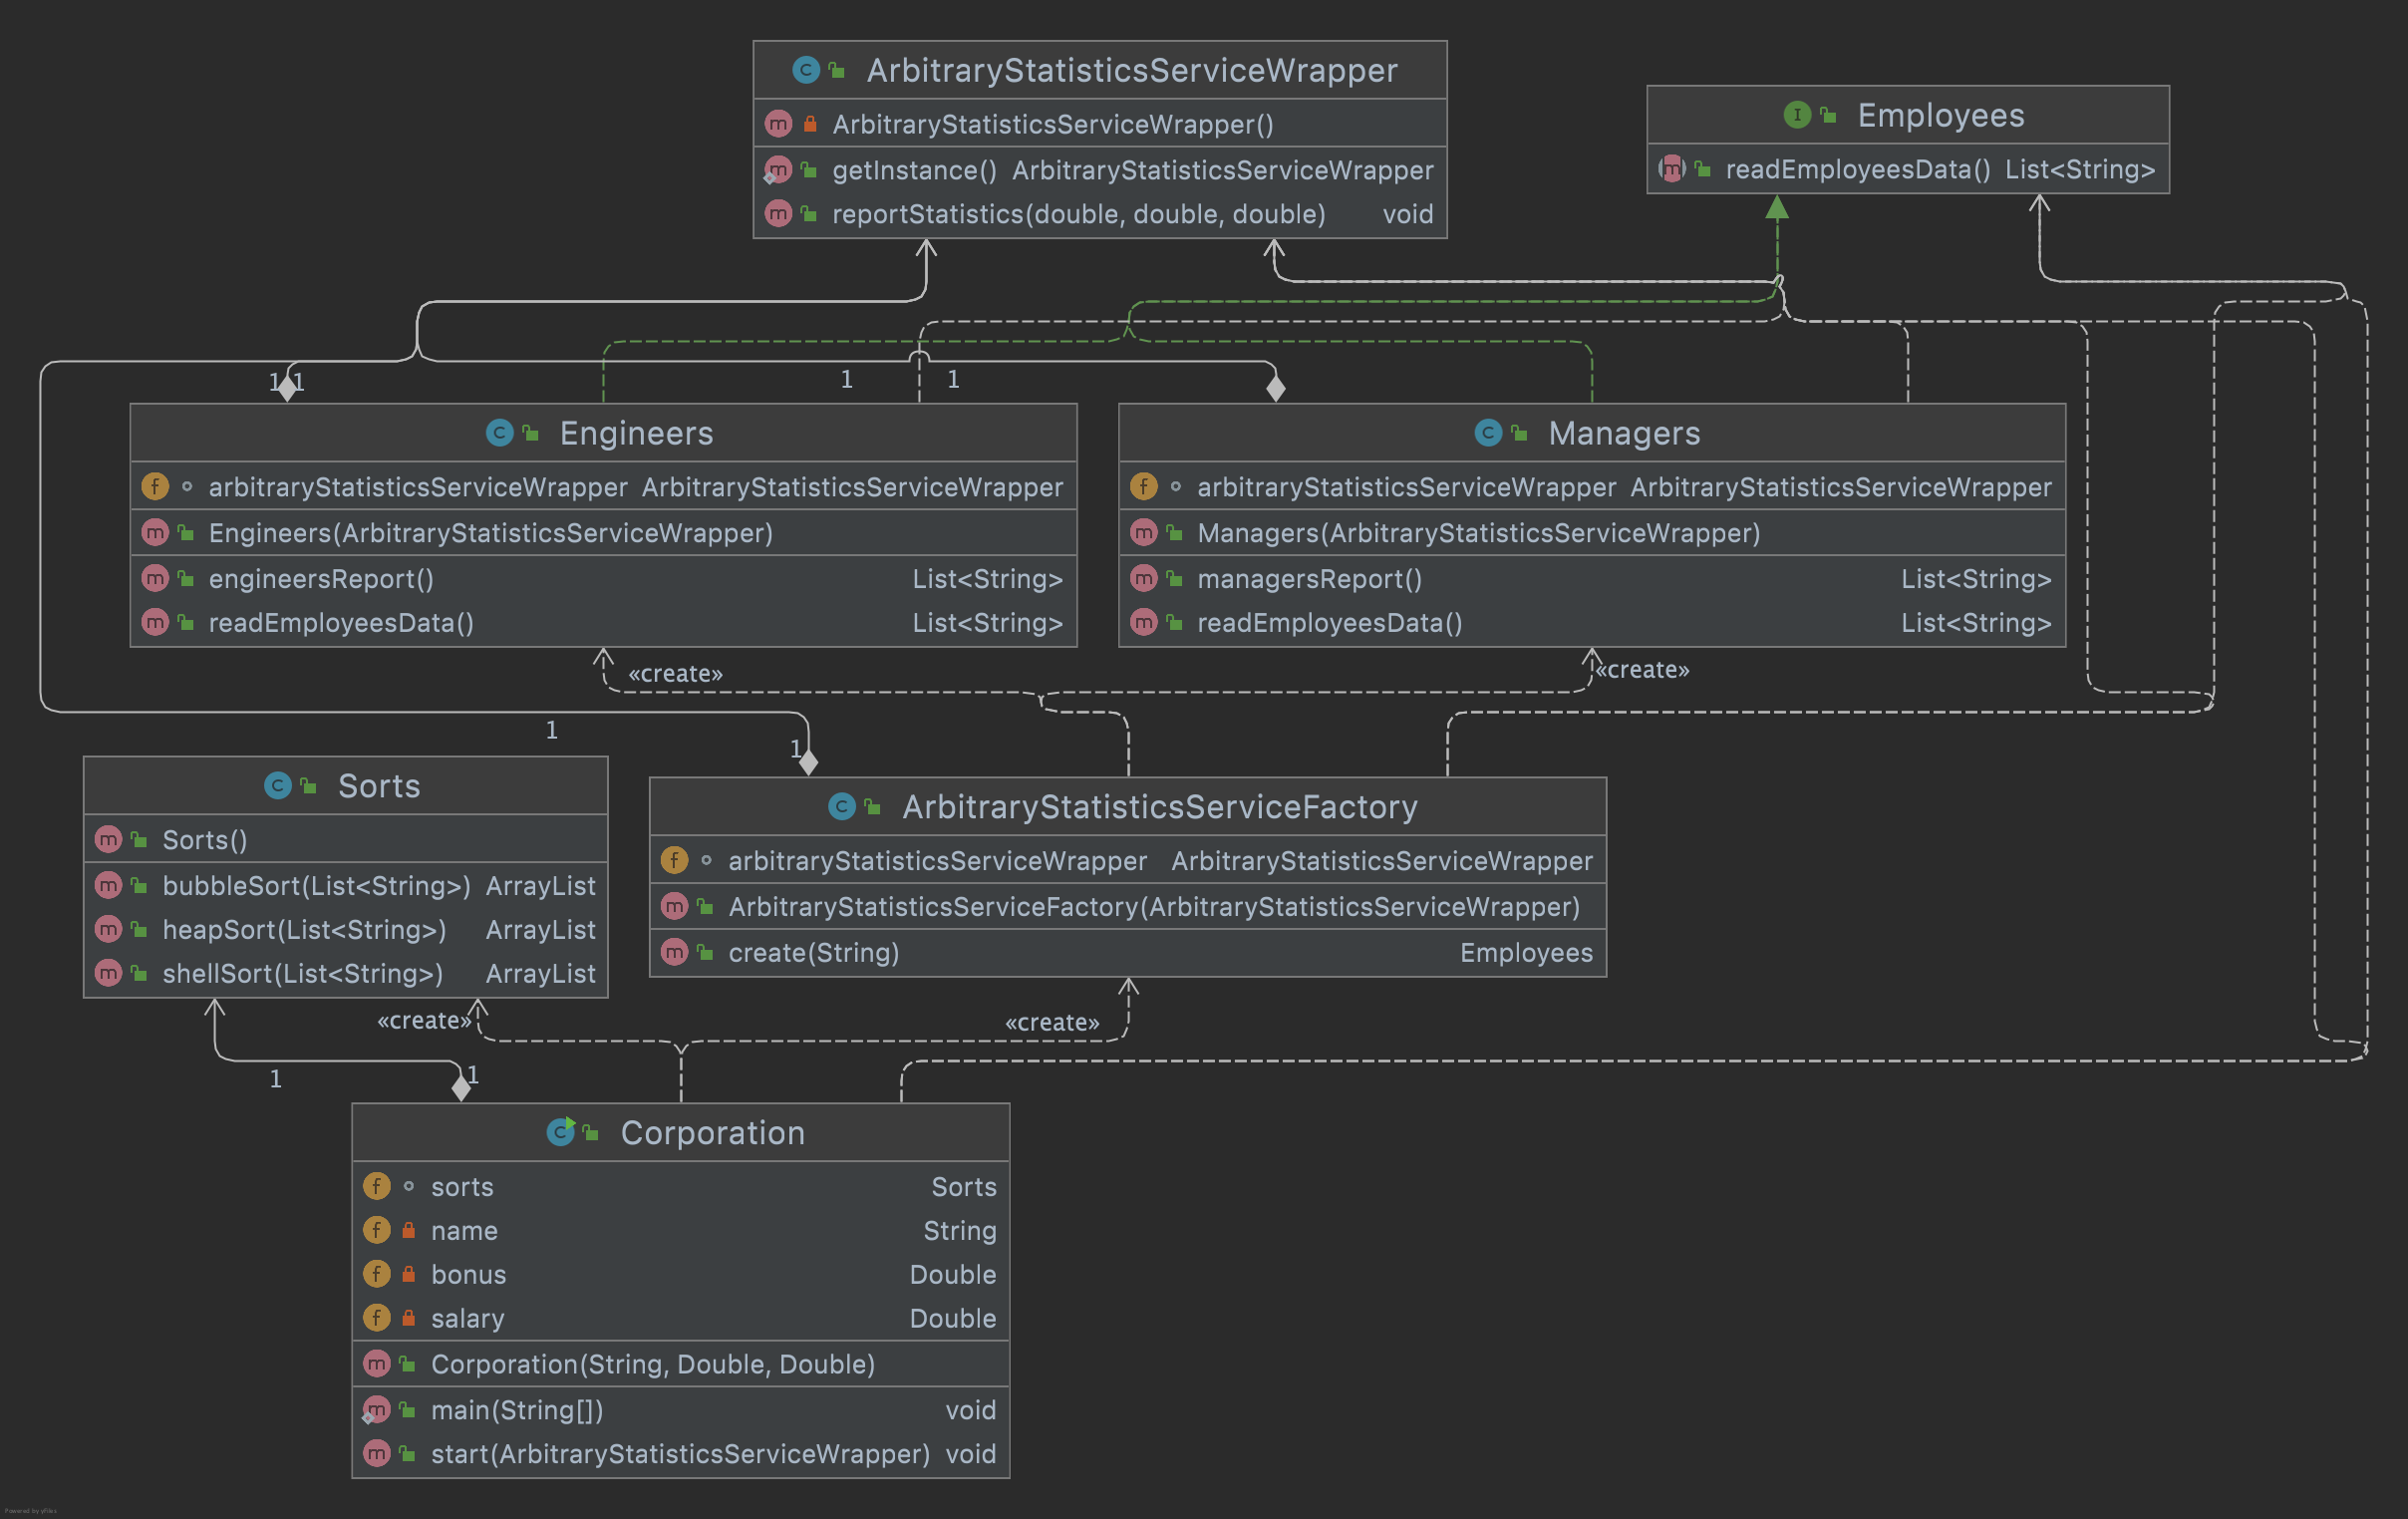 ArbitraryStatisticsServiceWrapper
ArbitraryStatisticsServiceWrapper()
getInstance() ArbitraryStatisticsServiceWrapper
reportStatistics(double, double, double) void
Employees
readEmployeesData() List<String>
1 1
1 1
Engineers
arbitraryStatisticsServiceWrapper ArbitraryStatisticsServiceWrapper
Engineers(ArbitraryStatisticsServiceWrapper)
engineersReport() List<String>
readEmployeesData() List<String>
Managers
arbitraryStatisticsServiceWrapper ArbitraryStatisticsServiceWrapper
Managers(ArbitraryStatisticsServiceWrapper)
managersReport() List<String>
readEmployeesData() List<String>
«create»
«create»
1
1
Sorts
Sorts()
bubbleSort(List<String>) ArrayList
heapSort(List<String>) ArrayList
shellSort(List<String>) ArrayList
ArbitraryStatisticsServiceFactory
arbitraryStatisticsServiceWrapper ArbitraryStatisticsServiceWrapper
ArbitraryStatisticsServiceFactory(ArbitraryStatisticsServiceWrapper)
create(String) Employees
«create»
«create»
1
1
Corporation
sorts Sorts
name String
bonus Double
salary Double
Corporation(String, Double, Double)
main(String[]) void
start(ArbitraryStatisticsServiceWrapper) void
Powered by yFiles